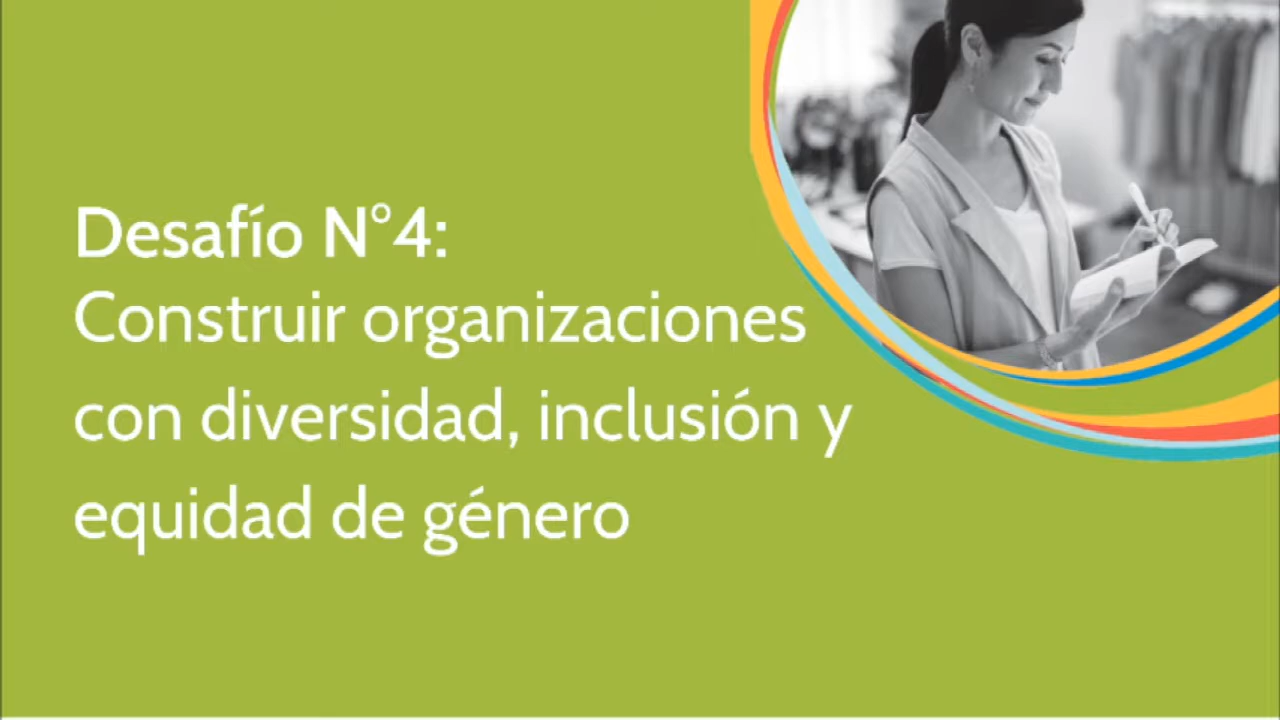 Desafío N°4:
Construir organizaciones
con diversidad, inclusión y
equidad de género